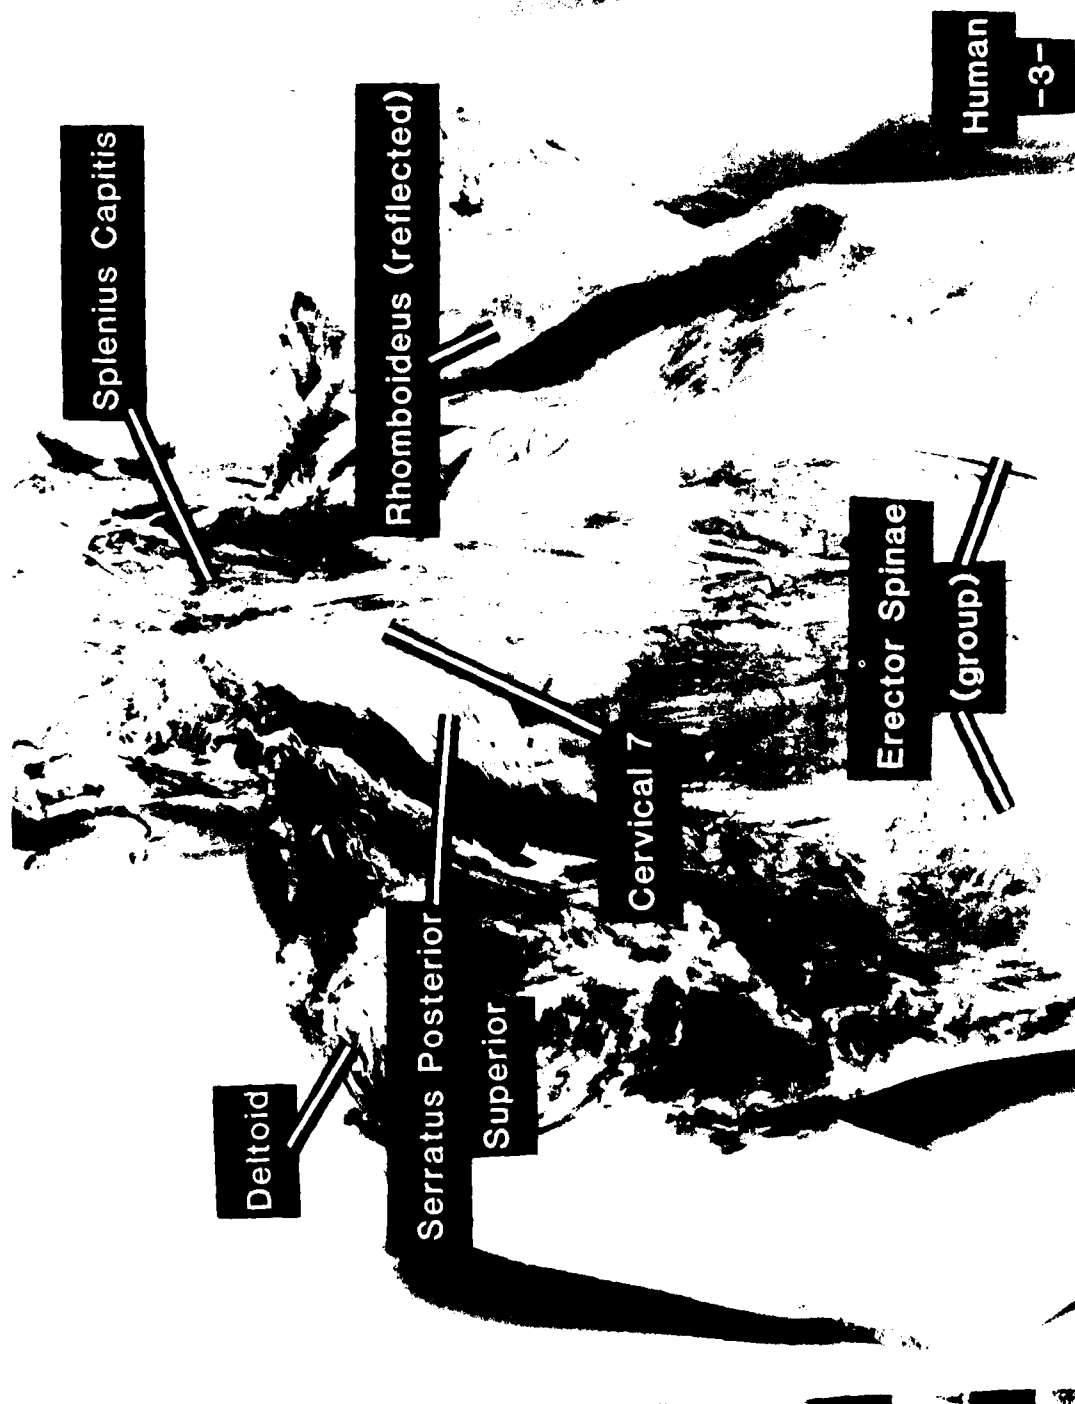 Splenius Capitis
Rhomboideus (reflected)
Deltoid
Serratus Posterior
Superior
Cervical 7
Erector Spinae
(group)
Human
-3-